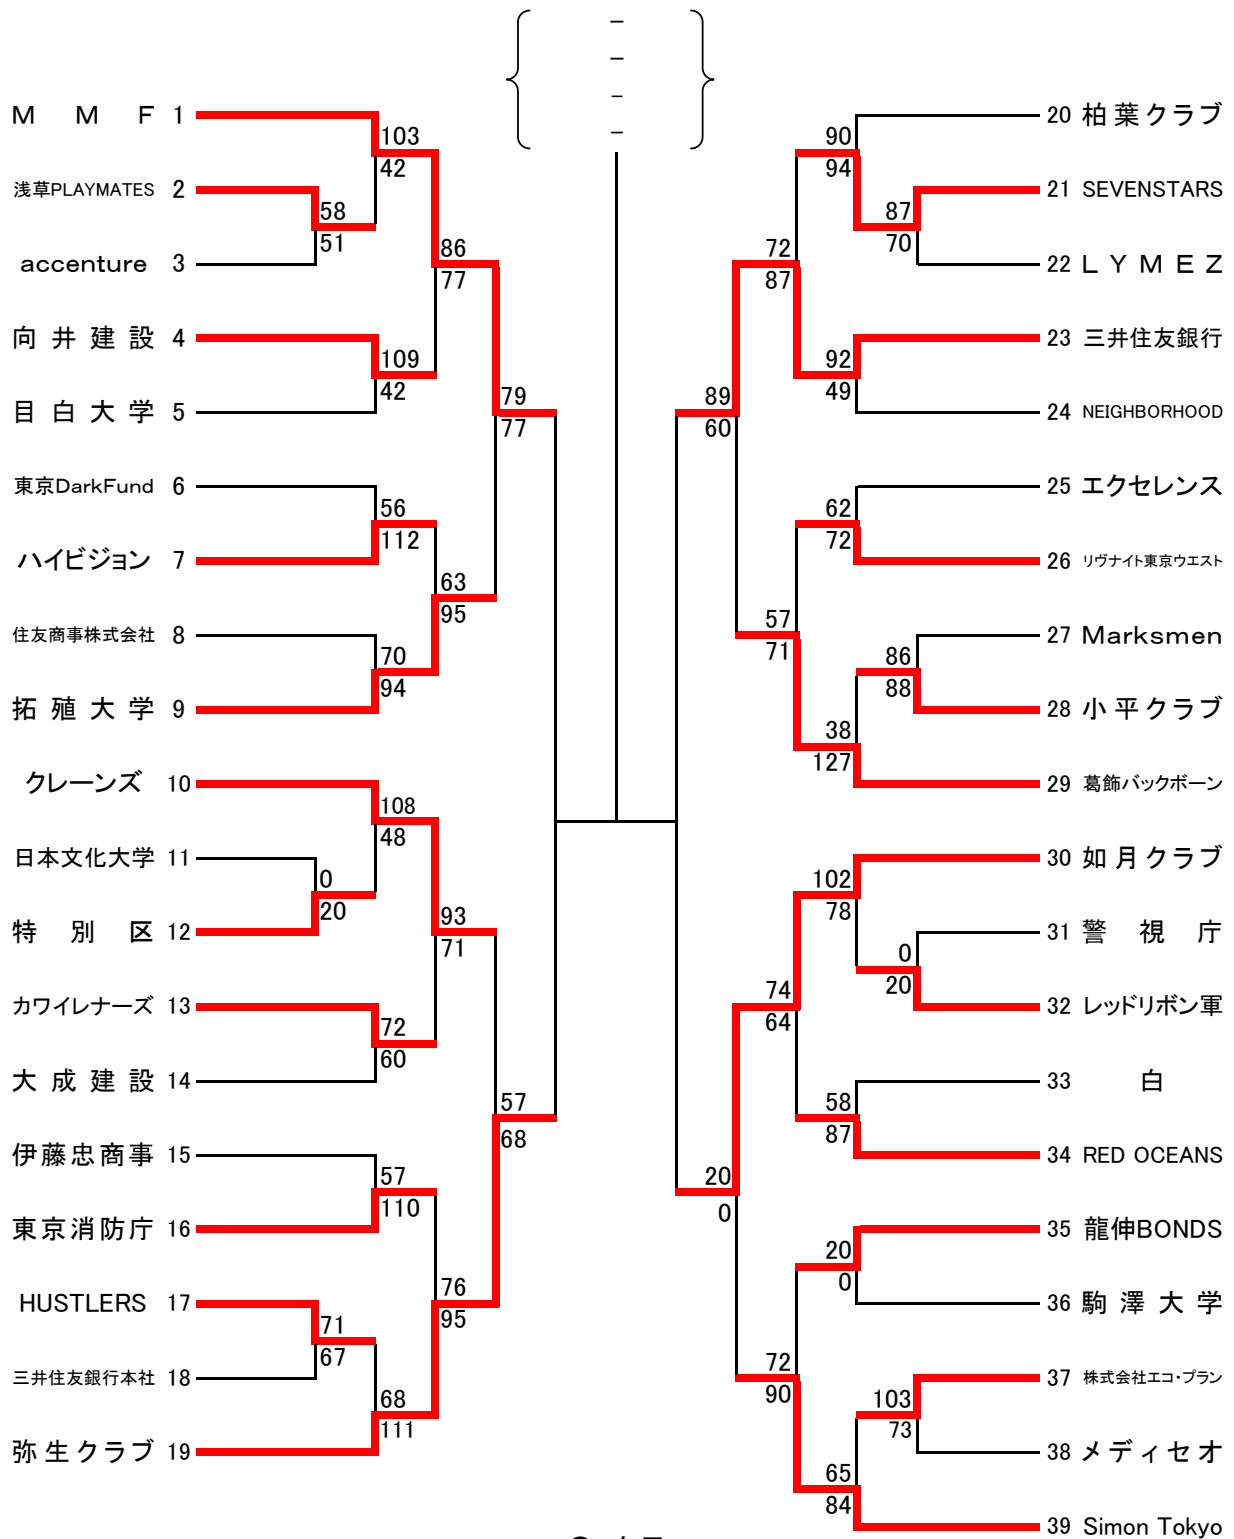 –
–
–
–
M M F 1
浅草PLAYMATES 2
accenture 3
向井建設 4
目白大学 5
東京DarkFund 6
ハイビジョン 7
住友商事株式会社 8
拓殖大学 9
クレーンズ 10
日本文化大学 11
特別区 12
カワイレナーズ 13
大成建設 14
伊藤忠商事 15
東京消防庁 16
HUSTLERS 17
三井住友銀行本社 18
弥生クラブ 19
103
42
58
51
86
77
109
42
79
77
56
112
63
95
70
94
108
48
0
20
93
71
72
60
57
68
57
110
76
95
71
67
68
111
90
94
87
70
72
87
92
49
89
60
62
72
57
71
86
88
38
127
102
78
0
20
74
64
58
87
20
0
20
0
72
90
103
73
65
84
20 柏葉クラブ
21 SEVENSTARS
22 LYMEZ
23 三井住友銀行
24 NEIGHBORHOOD
25 エクセレンス
26 リヴナイト東京ウエスト
27 Marksmen
28 小平クラブ
29 葛飾バックボーン
30 如月クラブ
31 警視庁
32 レッドリボン軍
33 白
34 RED OCEANS
35 龍伸BONDS
36 駒澤大学
37 株式会社エコ・プラン
38 メディセオ
39 Simon Tokyo